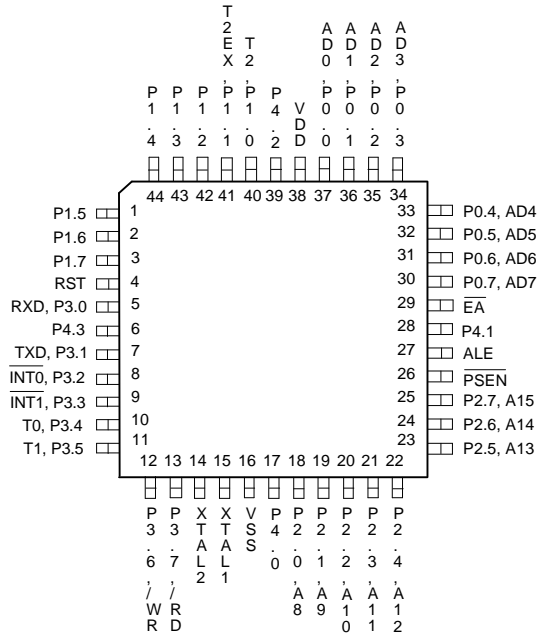 P1.4
P1.3
P1.2
T2EX,P1.1
T2,P1.0
P4.2
VDD
AD0,P0.0
AD1,P0.1
AD2,P0.2
AD3,P0.3
44 43 42 41 40 39 38 37 36 35 34
P1.5 1
P1.6 2
P1.7 3
RST 4
RXD, P3.0 5
P4.3 6
TXD, P3.1 7
INT0, P3.2 8
INT1, P3.3 9
T0, P3.4 10
T1, P3.5 11
33 P0.4, AD4
32 P0.5, AD5
31 P0.6, AD6
30 P0.7, AD7
29 EA
28 P4.1
27 ALE
26 PSEN
25 P2.7, A15
24 P2.6, A14
23 P2.5, A13
12 13 14 15 16 17 18 19 20 21 22
P3.6,/WR
P3.7,/RD
XTAL2
XTAL1
VSS
P4.0
P2.0,A8
P2.1,A9
P2.2,A10
P2.3,A11
P2.4,A12